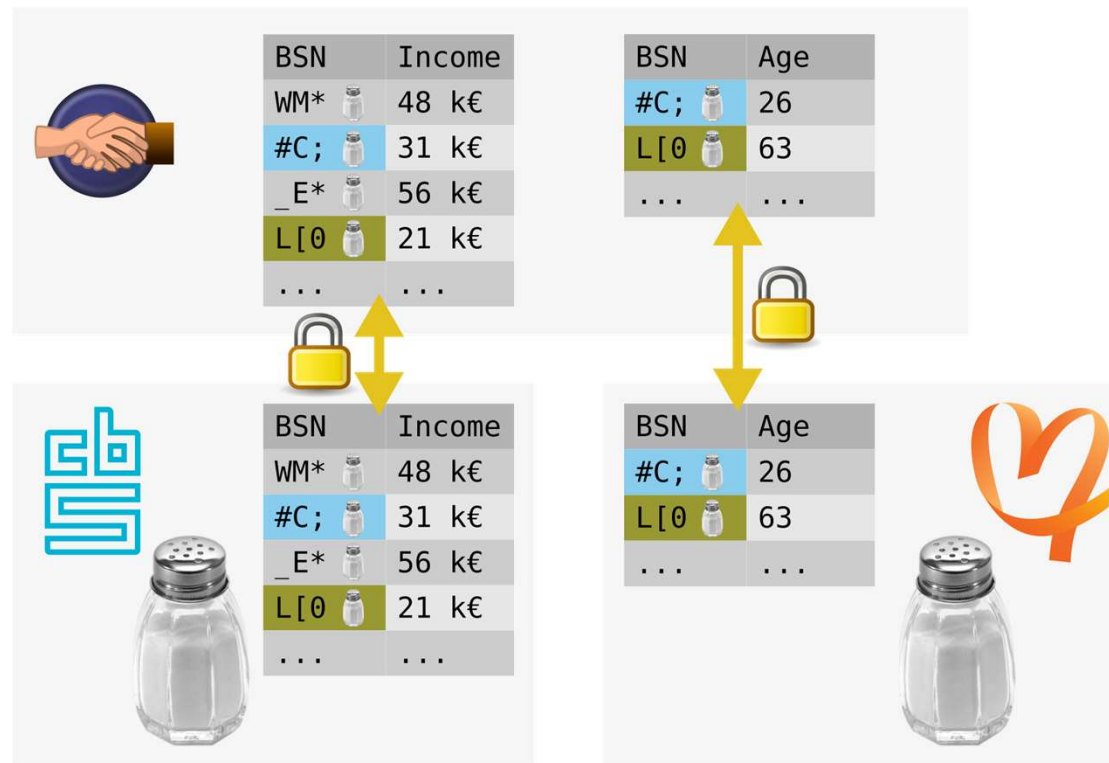 BSN Income
WM* 48 k€
#C; 31 k€
_E* 56 k€
L[0 21 k€
... ...
BSN Age
#C; 26
L[0 63
... ...
cbs
BSN Income
WM* 48 k€
#C; 31 k€
_E* 56 k€
L[0 21 k€
... ...
BSN Age
#C; 26
L[0 63
... ...